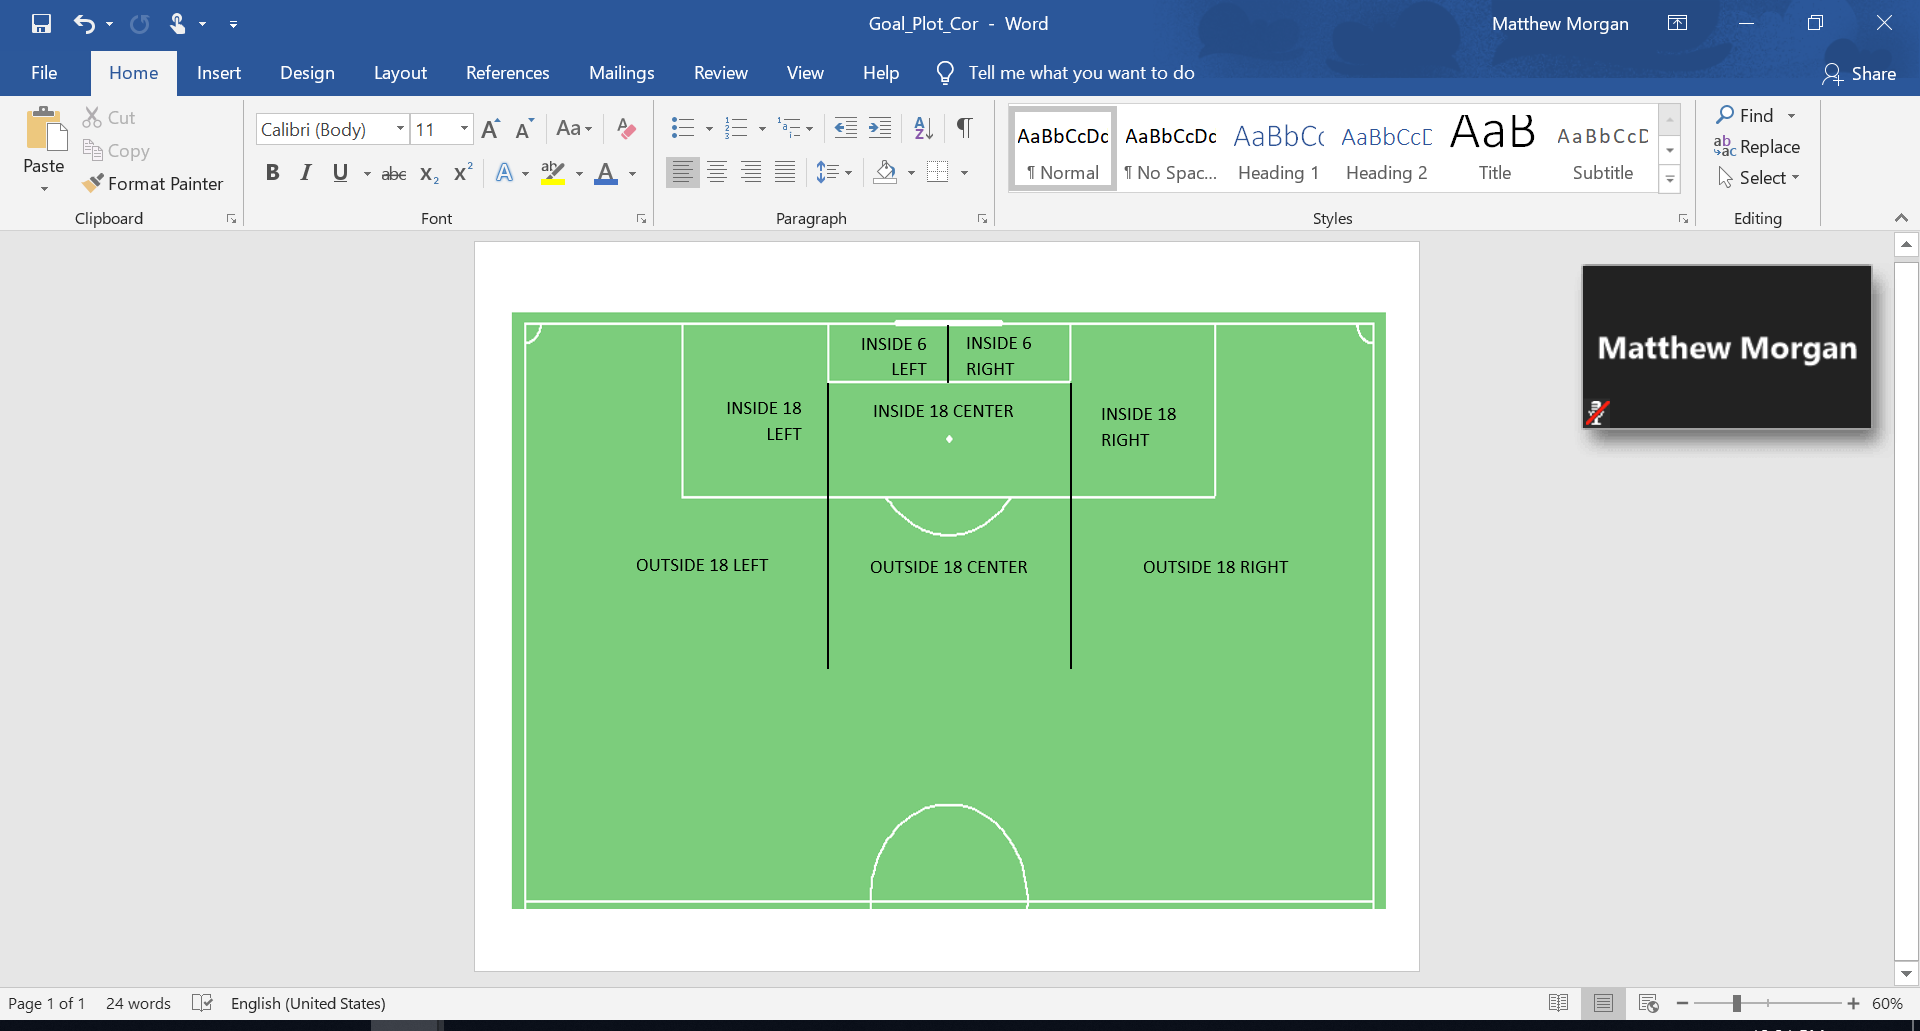 Goal_Plot_Cor - Word
Matthew Morgan
File Home Insert Design Layout References Mailings Review View Help Tell me what you want to do Share
Paste
Cut
Copy
Format Painter
Clipboard
Calibri (Body) 11
Font
Paragraph
AaBbCcDc AaBbCcDc AaBbCc AaBbCcD AaB AaBbCcD
¶ Normal ¶ No Spac... Heading 1 Heading 2 Title Subtitle
Styles
Find
Replace
Select
Editing
INSIDE 6
LEFT
INSIDE 6
RIGHT
INSIDE 18
LEFT
INSIDE 18 CENTER
INSIDE 18
RIGHT
OUTSIDE 18 LEFT
OUTSIDE 18 CENTER
OUTSIDE 18 RIGHT
Matthew Morgan
Page 1 of 1 24 words English (United States) 60%